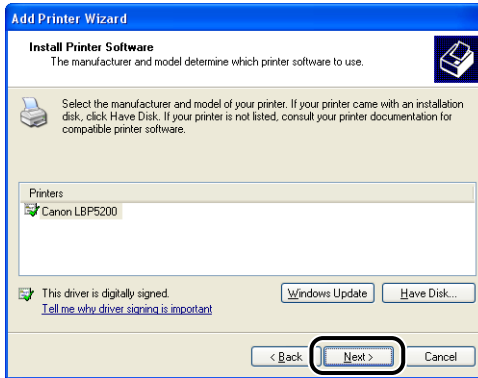 Add Printer Wizard
Install Printer Software
The manufacturer and model determine which printer software to use.
Select the manufacturer and model of your printer. If your printer came with an installation
disk, click Have Disk. If your printer is not listed, consult your printer documentation for
compatible printer software.
Printers
Canon LBP5200
This driver is digitally signed.
Tell me why driver signing is important
Windows Update
Have Disk...
< Back
Next >
Cancel